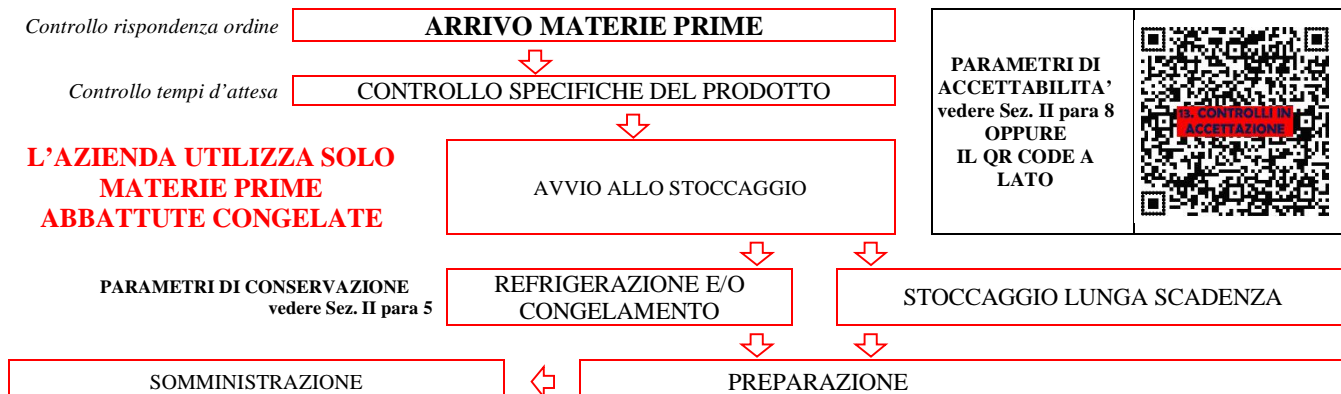 Controllo rispondenza ordine
ARRIVO MATERIE PRIME
Controllo tempi d'attesa
CONTROLLO SPECIFICHE DEL PRODOTTO
PARAMETRI DI
ACCETTABILITA'
vedere Sez. II para 8
OPPURE
IL QR CODE A
LATO
13. CONTROLLI IN
ACCETTAZIONE
L'AZIENDA UTILIZZA SOLO
MATERIE PRIME
ABBATTUTE CONGELATE
AVVIO ALLO STOCCAGGIO
PARAMETRI DI CONSERVAZIONE
vedere Sez. II para 5
REFRIGERAZIONE E/O
CONGELAMENTO
STOCCAGGIO LUNGA SCADENZA
SOMMINISTRAZIONE
PREPARAZIONE